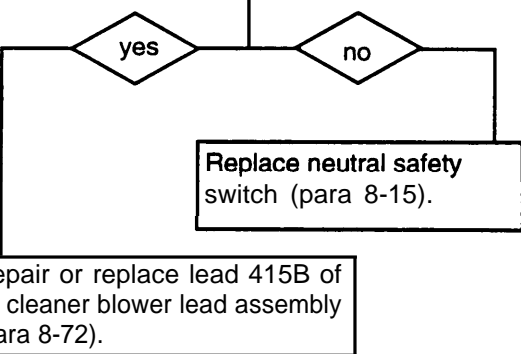 yes
no
Replace neutral safety
switch (para 8-15).
epair or replace lead 415B of
cleaner blower lead assembly
ara 8-72).